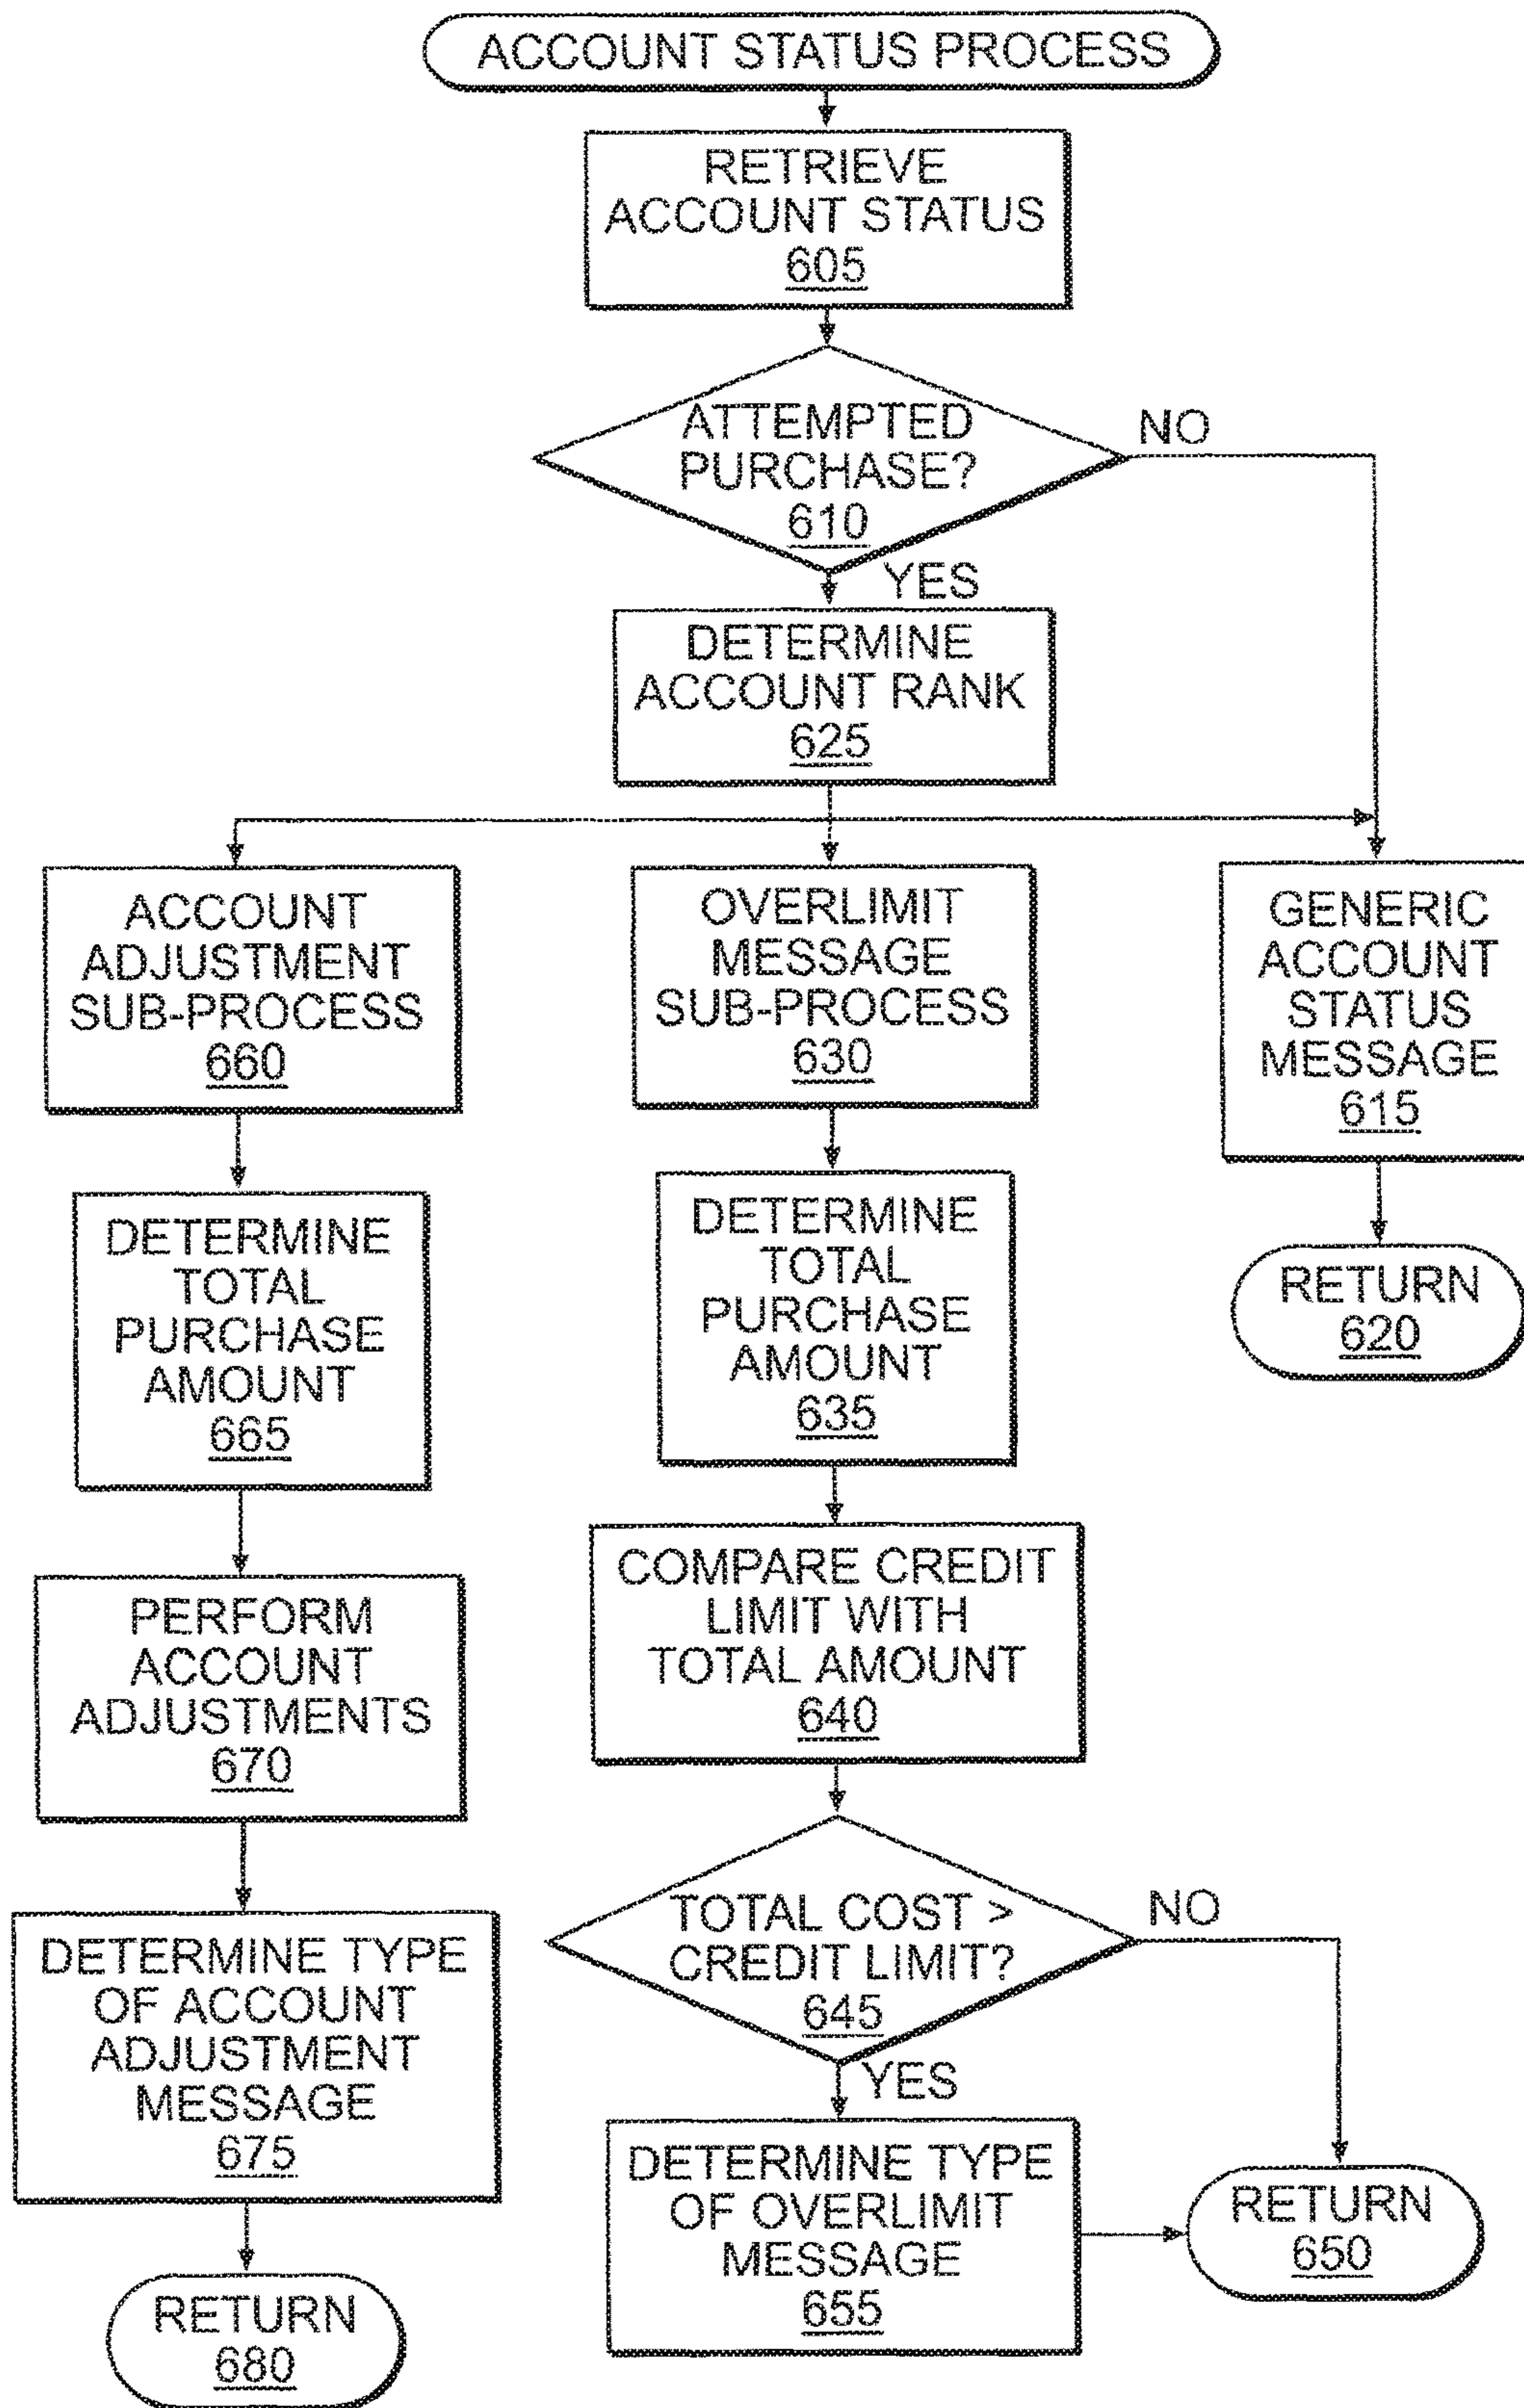 ACCOUNT STATUS PROCESS
RETRIEVE
ACCOUNT STATUS
605
ATTEMPTED
PURCHASE?
610
NO
YES
DETERMINE
ACCOUNT RANK
625
ACCOUNT
ADJUSTMENT
SUB-PROCESS
660
OVERLIMIT
MESSAGE
SUB-PROCESS
630
GENERIC
ACCOUNT
STATUS
MESSAGE
615
DETERMINE
TOTAL
PURCHASE
AMOUNT
665
DETERMINE
TOTAL
PURCHASE
AMOUNT
635
RETURN
620
PERFORM
ACCOUNT
ADJUSTMENTS
670
COMPARE CREDIT
LIMIT WITH
TOTAL AMOUNT
640
DETERMINE TYPE
OF ACCOUNT
ADJUSTMENT
MESSAGE
675
TOTAL COST >
CREDIT LIMIT?
645
NO
YES
DETERMINE TYPE
OF OVERLIMIT
MESSAGE
655
RETURN
650
RETURN
680